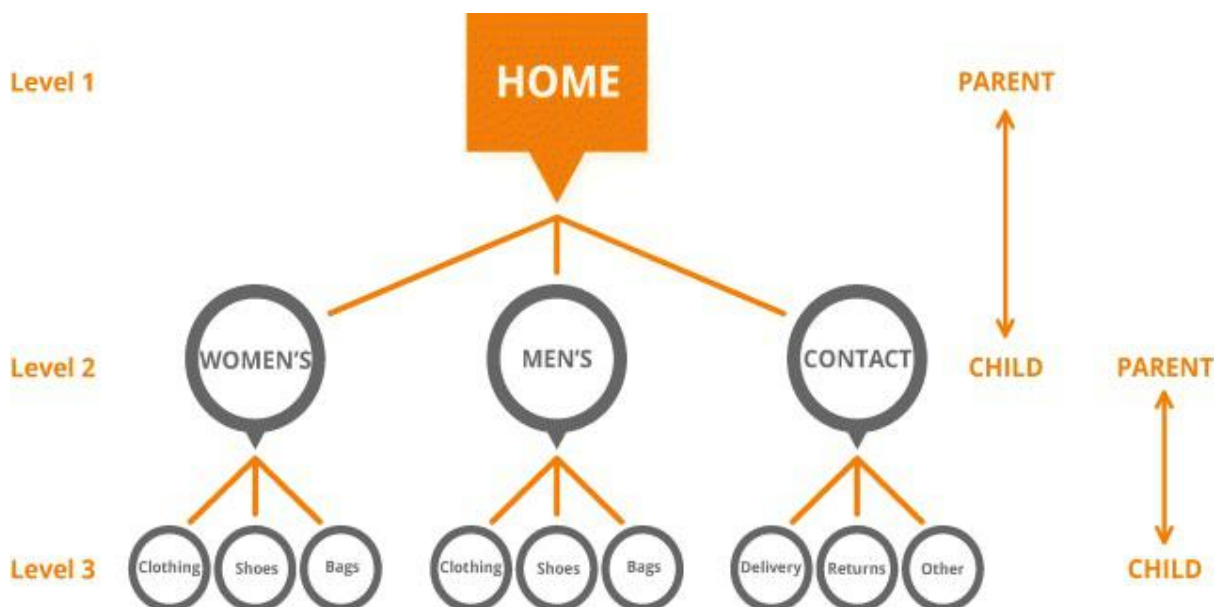 HOME
Level 1
PARENT
WOMEN'S
MEN'S
CONTACT
Level 2
CHILD
PARENT
Clothing
Shoes
Bags
Clothing
Shoes
Bags
Delivery
Returns
Other
Level 3
CHILD